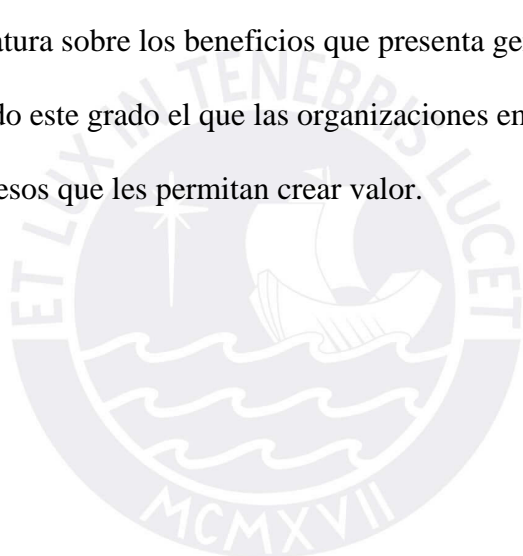 atura sobre los beneficios que presenta ge
do este grado el que las organizaciones en
esos que les permitan crear valor.
ET LUX IN TENEBRIS LUCET
MCMXVII